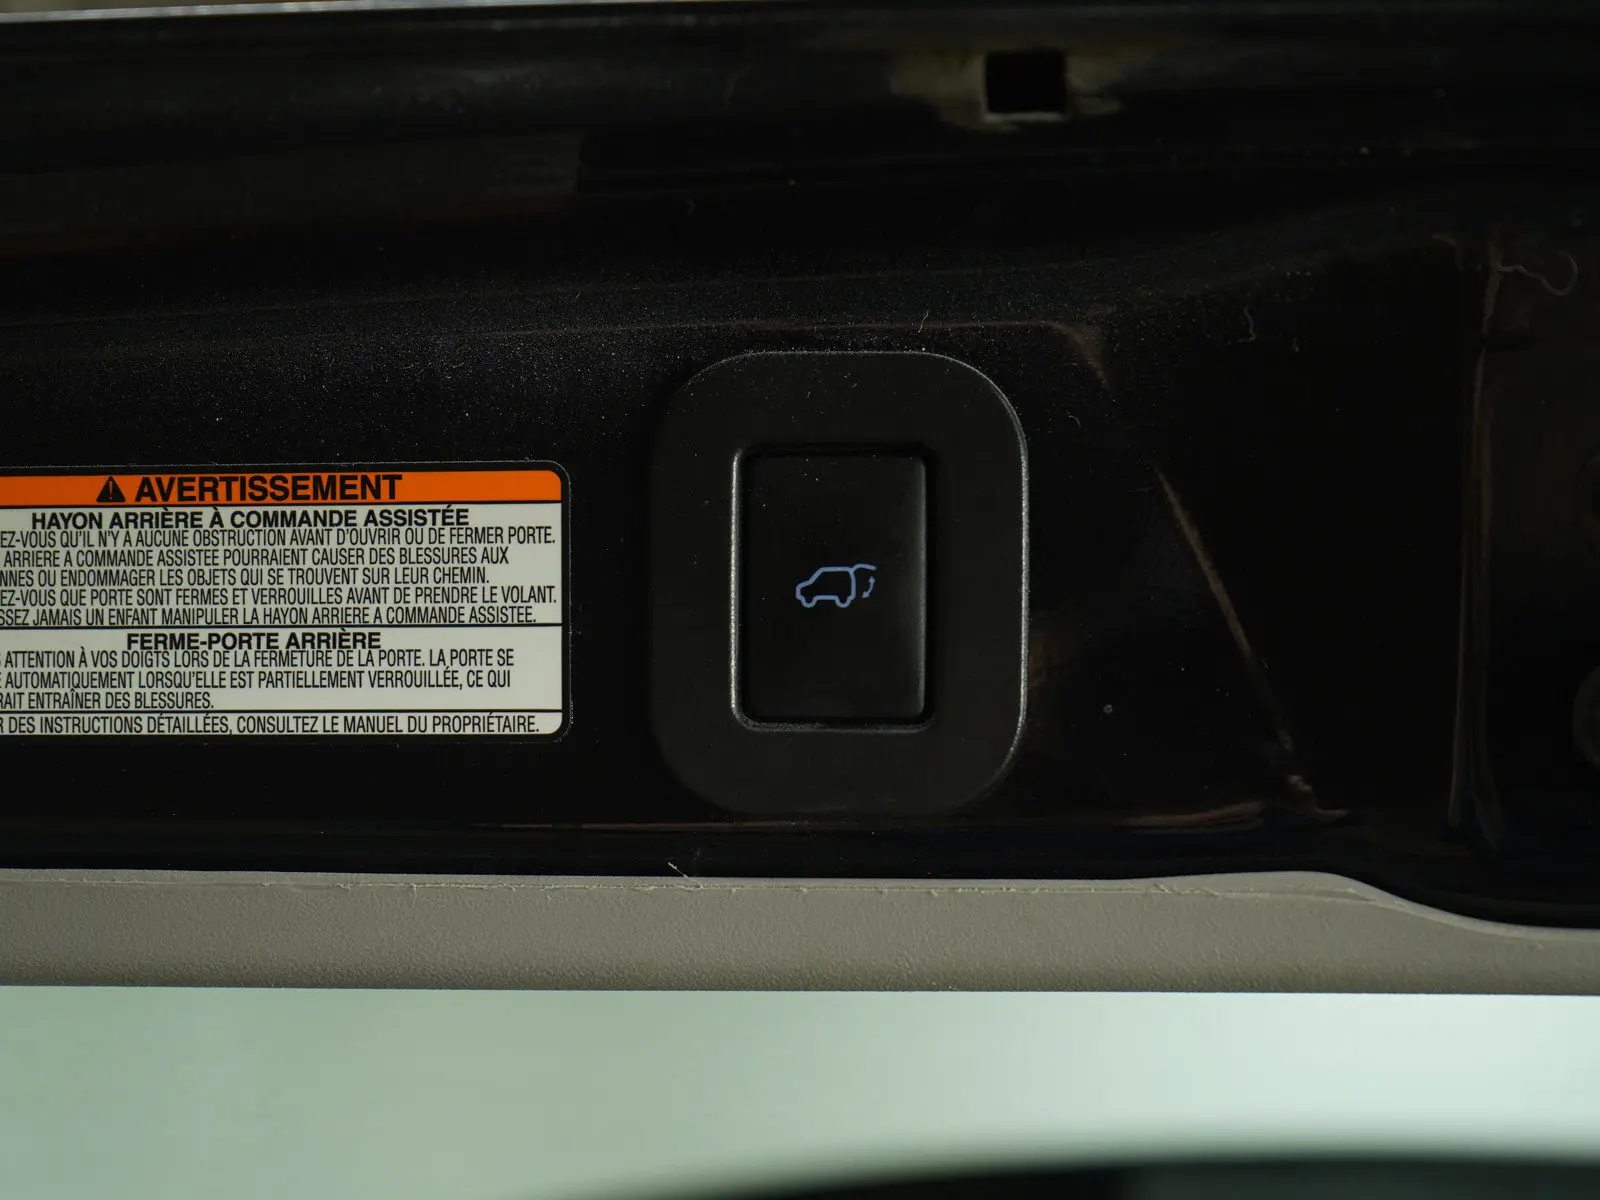 AVERTISSEMENT
HAYON ARRIÈRE À COMMANDE ASSISTÉE
EZ-VOUS QU'IL N'Y A AUCUNE OBSTRUCTION AVANT D'OUVRIR OU DE FERMER PORTE.
ARRIERE A COMMANDE ASSISTEE POURRAIENT CAUSER DES BLESSURES AUX
NNES OU ENDOMMAGER LES OBJETS QUI SE TROUVENT SUR LEUR CHEMIN.
EZ-VOUS QUE PORTE SONT FERMES ET VERROUILLES AVANT DE PRENDRE LE VOLANT.
SSEZ JAMAIS UN ENFANT MANIPULER LA HAYON ARRIERE A COMMANDE ASSISTEE.
FERME-PORTE ARRIÈRE
ATTENTION À VOS DOIGTS LORS DE LA FERMETURE DE LA PORTE. LA PORTE SE
AUTOMATIQUEMENT LORSQU'ELLE EST PARTIELLEMENT VERROUILLÉE, CE QUI
RAIT ENTRAÎNER DES BLESSURES.
R DES INSTRUCTIONS DÉTAILLÉES, CONSULTEZ LE MANUEL DU PROPRIÉTAIRE.